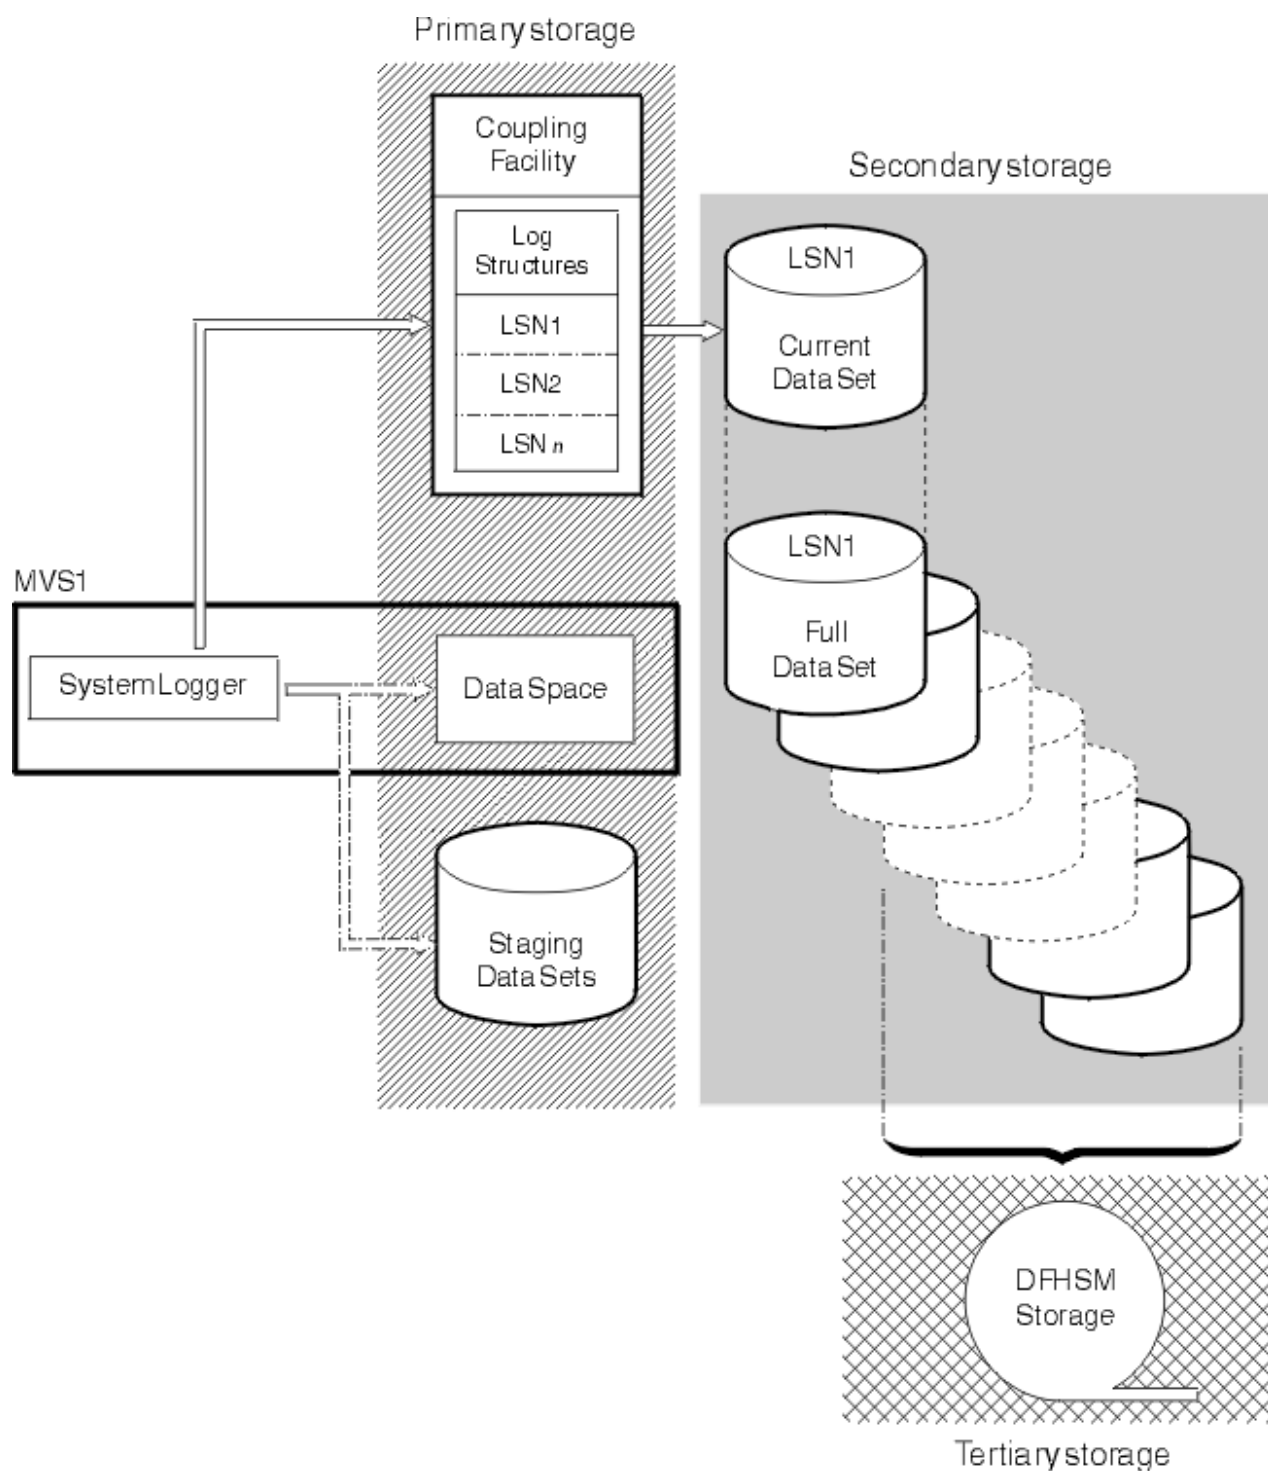 Primary storage
Coupling
Facility
Secondary storage
Log
Structures
LSN1
LSN2
LSN n
LSN1
Current
Data Set
MVS1
System Logger
Data Space
LSN1
Full
Data Set
Staging
Data Sets
DFHSM
Storage
Tertiary storage